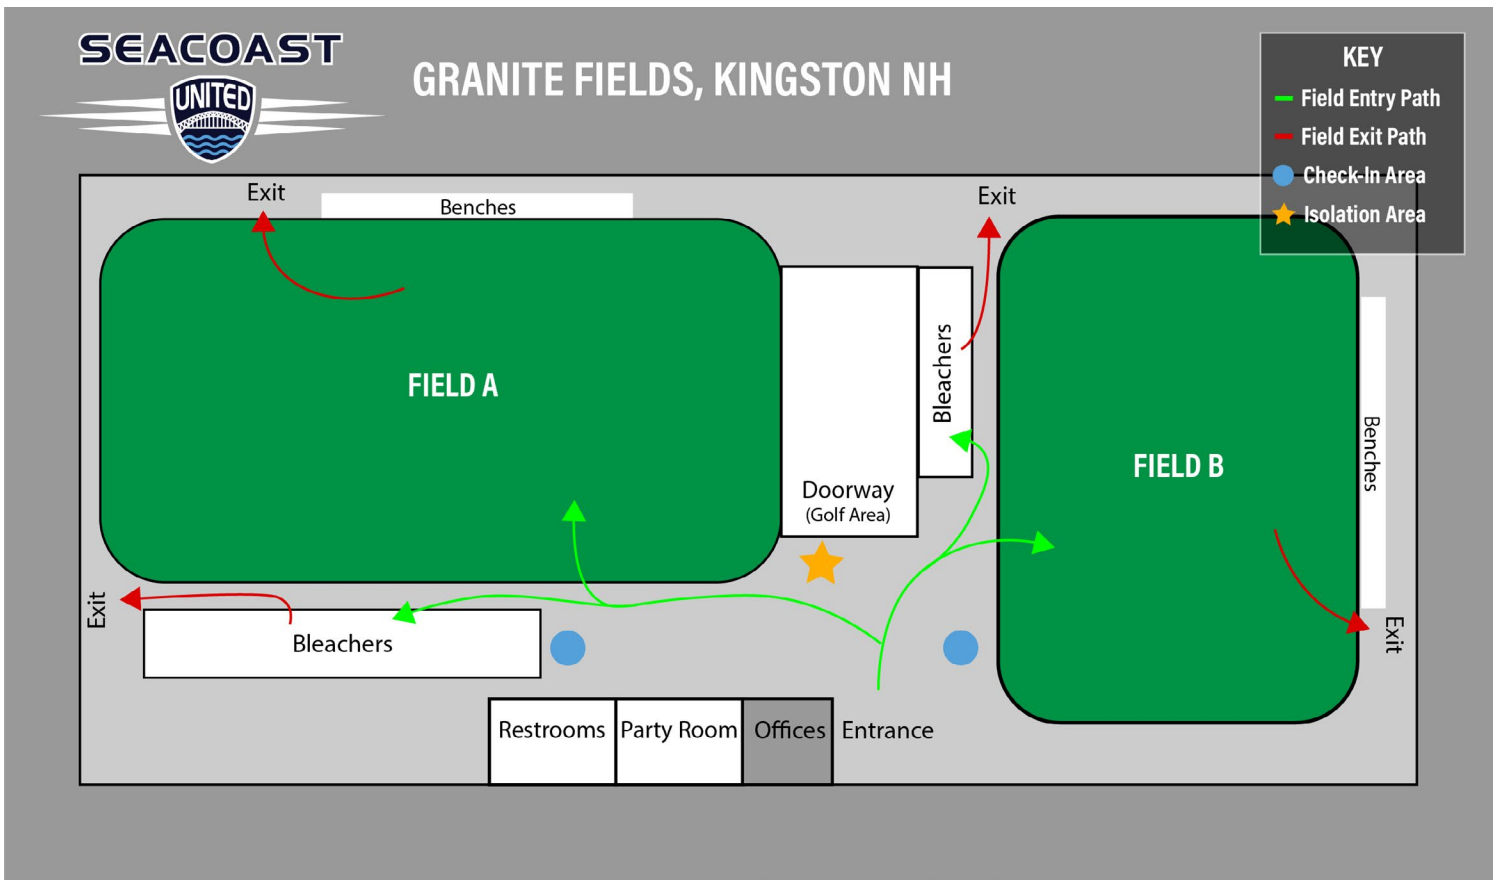 SEACOAST
UNITED
GRANITE FIELDS, KINGSTON NH
KEY
Field Entry Path
Field Exit Path
Check-In Area
Isolation Area
Exit
Benches
Exit
FIELD A
Bleachers
Doorway
(Golf Area)
FIELD B
Benches
Exit
Bleachers
Exit
Restrooms
Party Room
Offices
Entrance